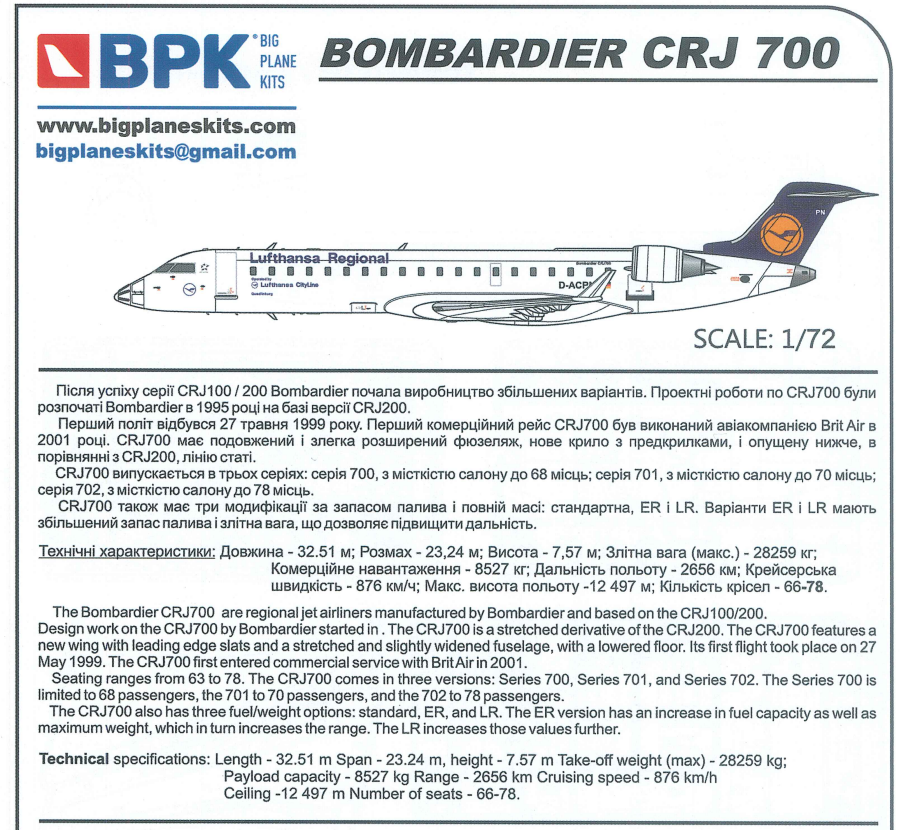 BPK BIG PLANE KITS
BOMBARDIER CRJ 700
www.bigplaneskits.com
bigplaneskits@gmail.com
PN
Lufthansa Regional
Bombardier CRJ700
Operated by
Lufthansa CityLine
D-ACP
SCALE: 1/72
Після успіху серії CRJ100 / 200 Bombardier почала виробництво збільшених варіантів. Проектні роботи по CRJ700 були
розпочаті Bombardier в 1995 році на базі версії CRJ200.
Перший політ відбувся 27 травня 1999 року. Перший комерційний рейс CRJ700 був виконаний авіакомпанією Brit Air в
2001 році. CRJ700 має подовжений і злегка розширений фюзеляж, нове крило з предкрилками, і опущену нижче, в
порівнянні з CRJ200, лінію статі.
CRJ700 випускається в трьох серіях: серія 700, з місткістю салону до 68 місць; серія 701, з місткістю салону до 70 місць;
серія 702, з місткістю салону до 78 місць.
CRJ700 також має три модифікації за запасом палива і повній масі: стандартна, ER і LR. Варіанти ER і LR мають
збільшений запас палива і злітна вага, що дозволяє підвищити дальність.
Технічні характеристики: Довжина - 32.51 м; Розмах - 23,24 м; Висота - 7,57 м; Злітна вага (макс.) - 28259 кг;
Комерційне навантаження - 8527 кг; Дальність польоту - 2656 км; Крейсерська
швидкість - 876 км/ч; Макс. висота польоту -12 497 м; Кількість крісел - 66-78.
The Bombardier CRJ700 are regional jet airliners manufactured by Bombardier and based on the CRJ100/200.
Design work on the CRJ700 by Bombardier started in . The CRJ700 is a stretched derivative of the CRJ200. The CRJ700 features a
new wing with leading edge slats and a stretched and slightly widened fuselage, with a lowered floor. Its first flight took place on 27
May 1999. The CRJ700 first entered commercial service with Brit Air in 2001.
Seating ranges from 63 to 78. The CRJ700 comes in three versions: Series 700, Series 701, and Series 702. The Series 700 is
limited to 68 passengers, the 701 to 70 passengers, and the 702 to 78 passengers.
The CRJ700 also has three fuel/weight options: standard, ER, and LR. The ER version has an increase in fuel capacity as well as
maximum weight, which in turn increases the range. The LR increases those values further.
Technical specifications: Length - 32.51 m Span - 23.24 m, height - 7.57 m Take-off weight (max) - 28259 kg;
Payload capacity - 8527 kg Range - 2656 km Cruising speed - 876 km/h
Ceiling -12 497 m Number of seats - 66-78.